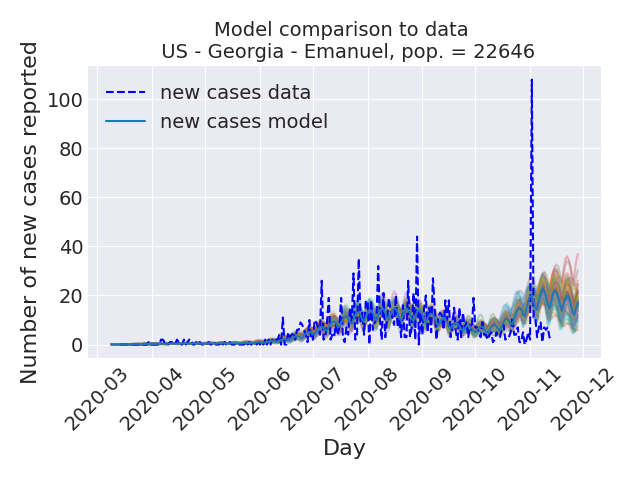 Model comparison to data
US - Georgia - Emanuel, pop. = 22646
Number of new cases reported
100
80
60
40
20
0
new cases data
new cases model
2020-03
2020-04
2020-05
2020-06
2020-07
2020-08
2020-09
2020-10
2020-11
2020-12
Day